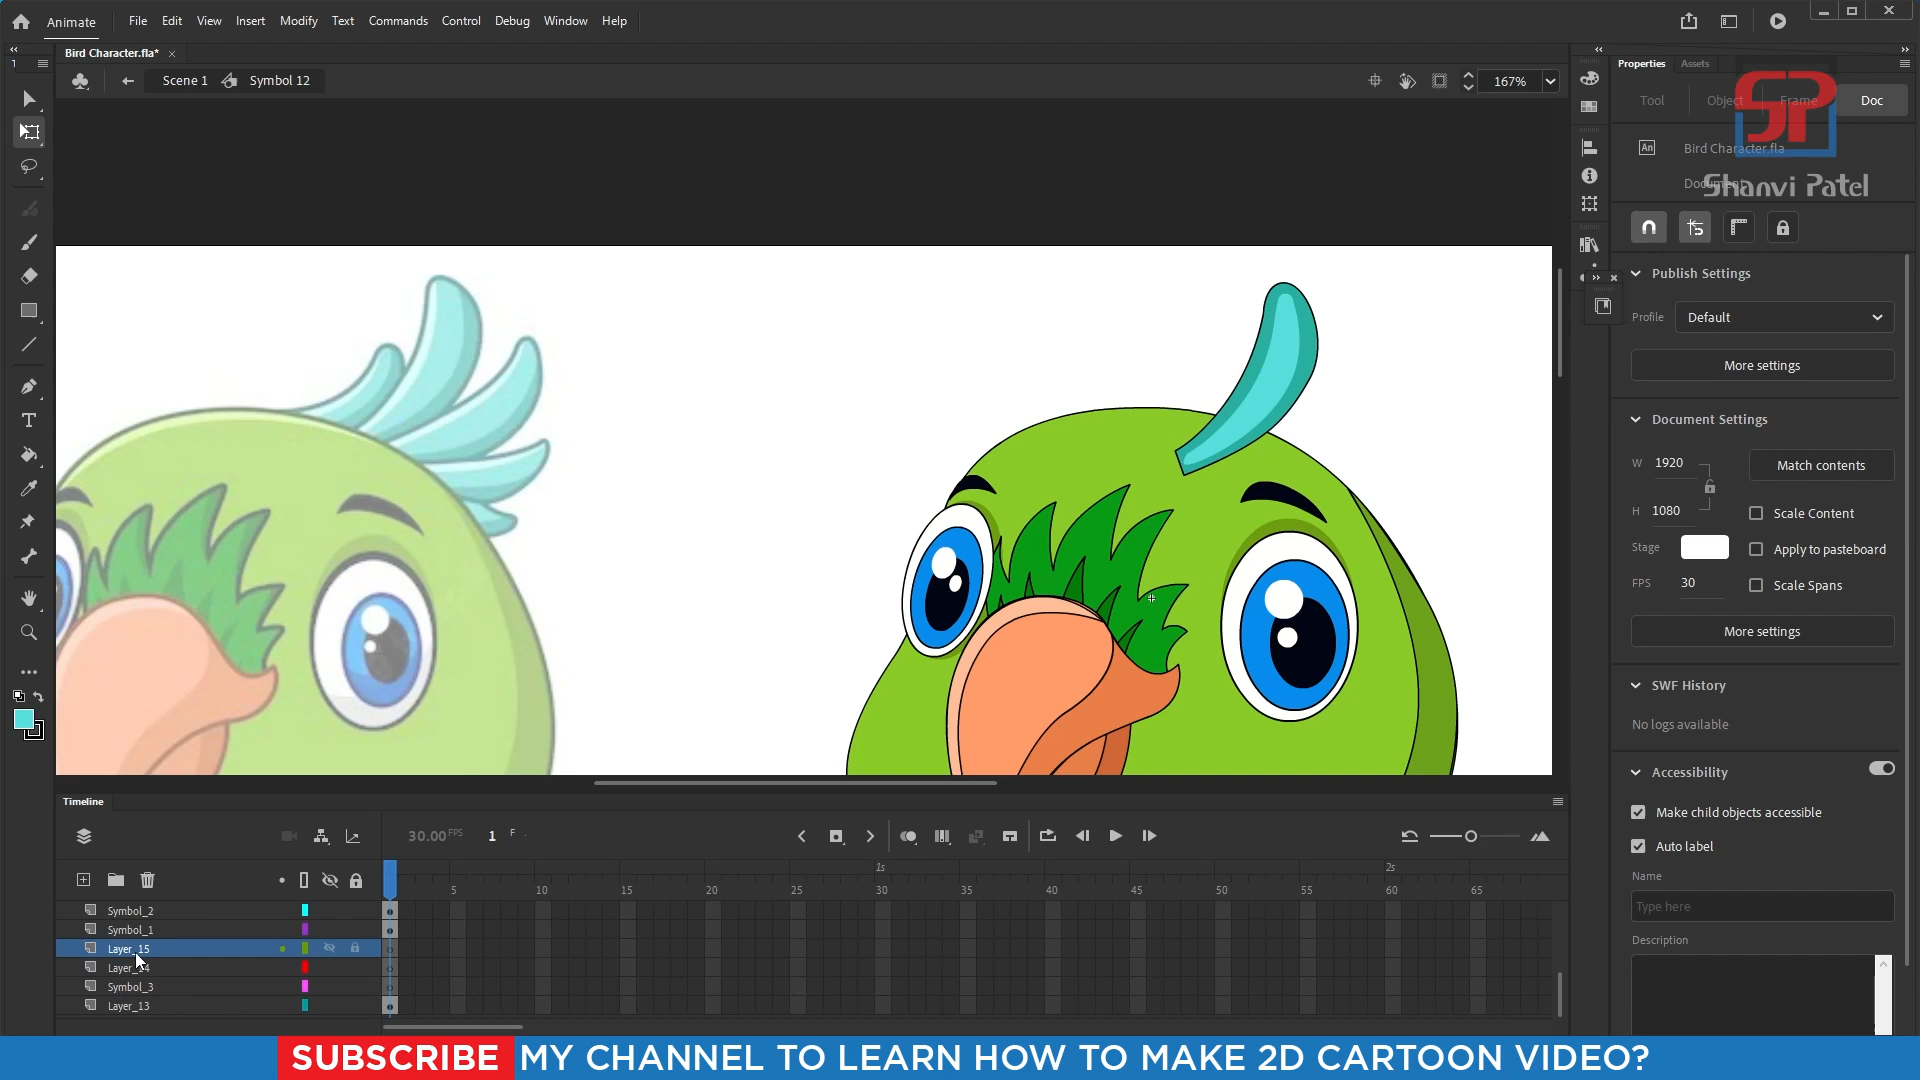 Animate File Edit View Insert Modify Text Commands Control Debug Window Help
Bird Character.fla*
Scene 1 Symbol 12 167%
Properties Assets
Tool Object Frame Doc
An Bird Character.fla
Document
SP
Shanvi Patel
Publish Settings
Profile Default
More settings
Document Settings
W 1920 Match contents
H 1080 Scale Content
Stage Apply to pasteboard
FPS 30 Scale Spans
More settings
SWF History
No logs available
Accessibility
Make child objects accessible
Auto label
Name
Type here
Description
Timeline
30.00 FPS 1 F
1s 2s
5 10 15 20 25 30 35 40 45 50 55 60 65
Symbol_2
Symbol_1
Layer_15
Layer_14
Symbol_3
Layer_13
SUBSCRIBE MY CHANNEL TO LEARN HOW TO MAKE 2D CARTOON VIDEO?